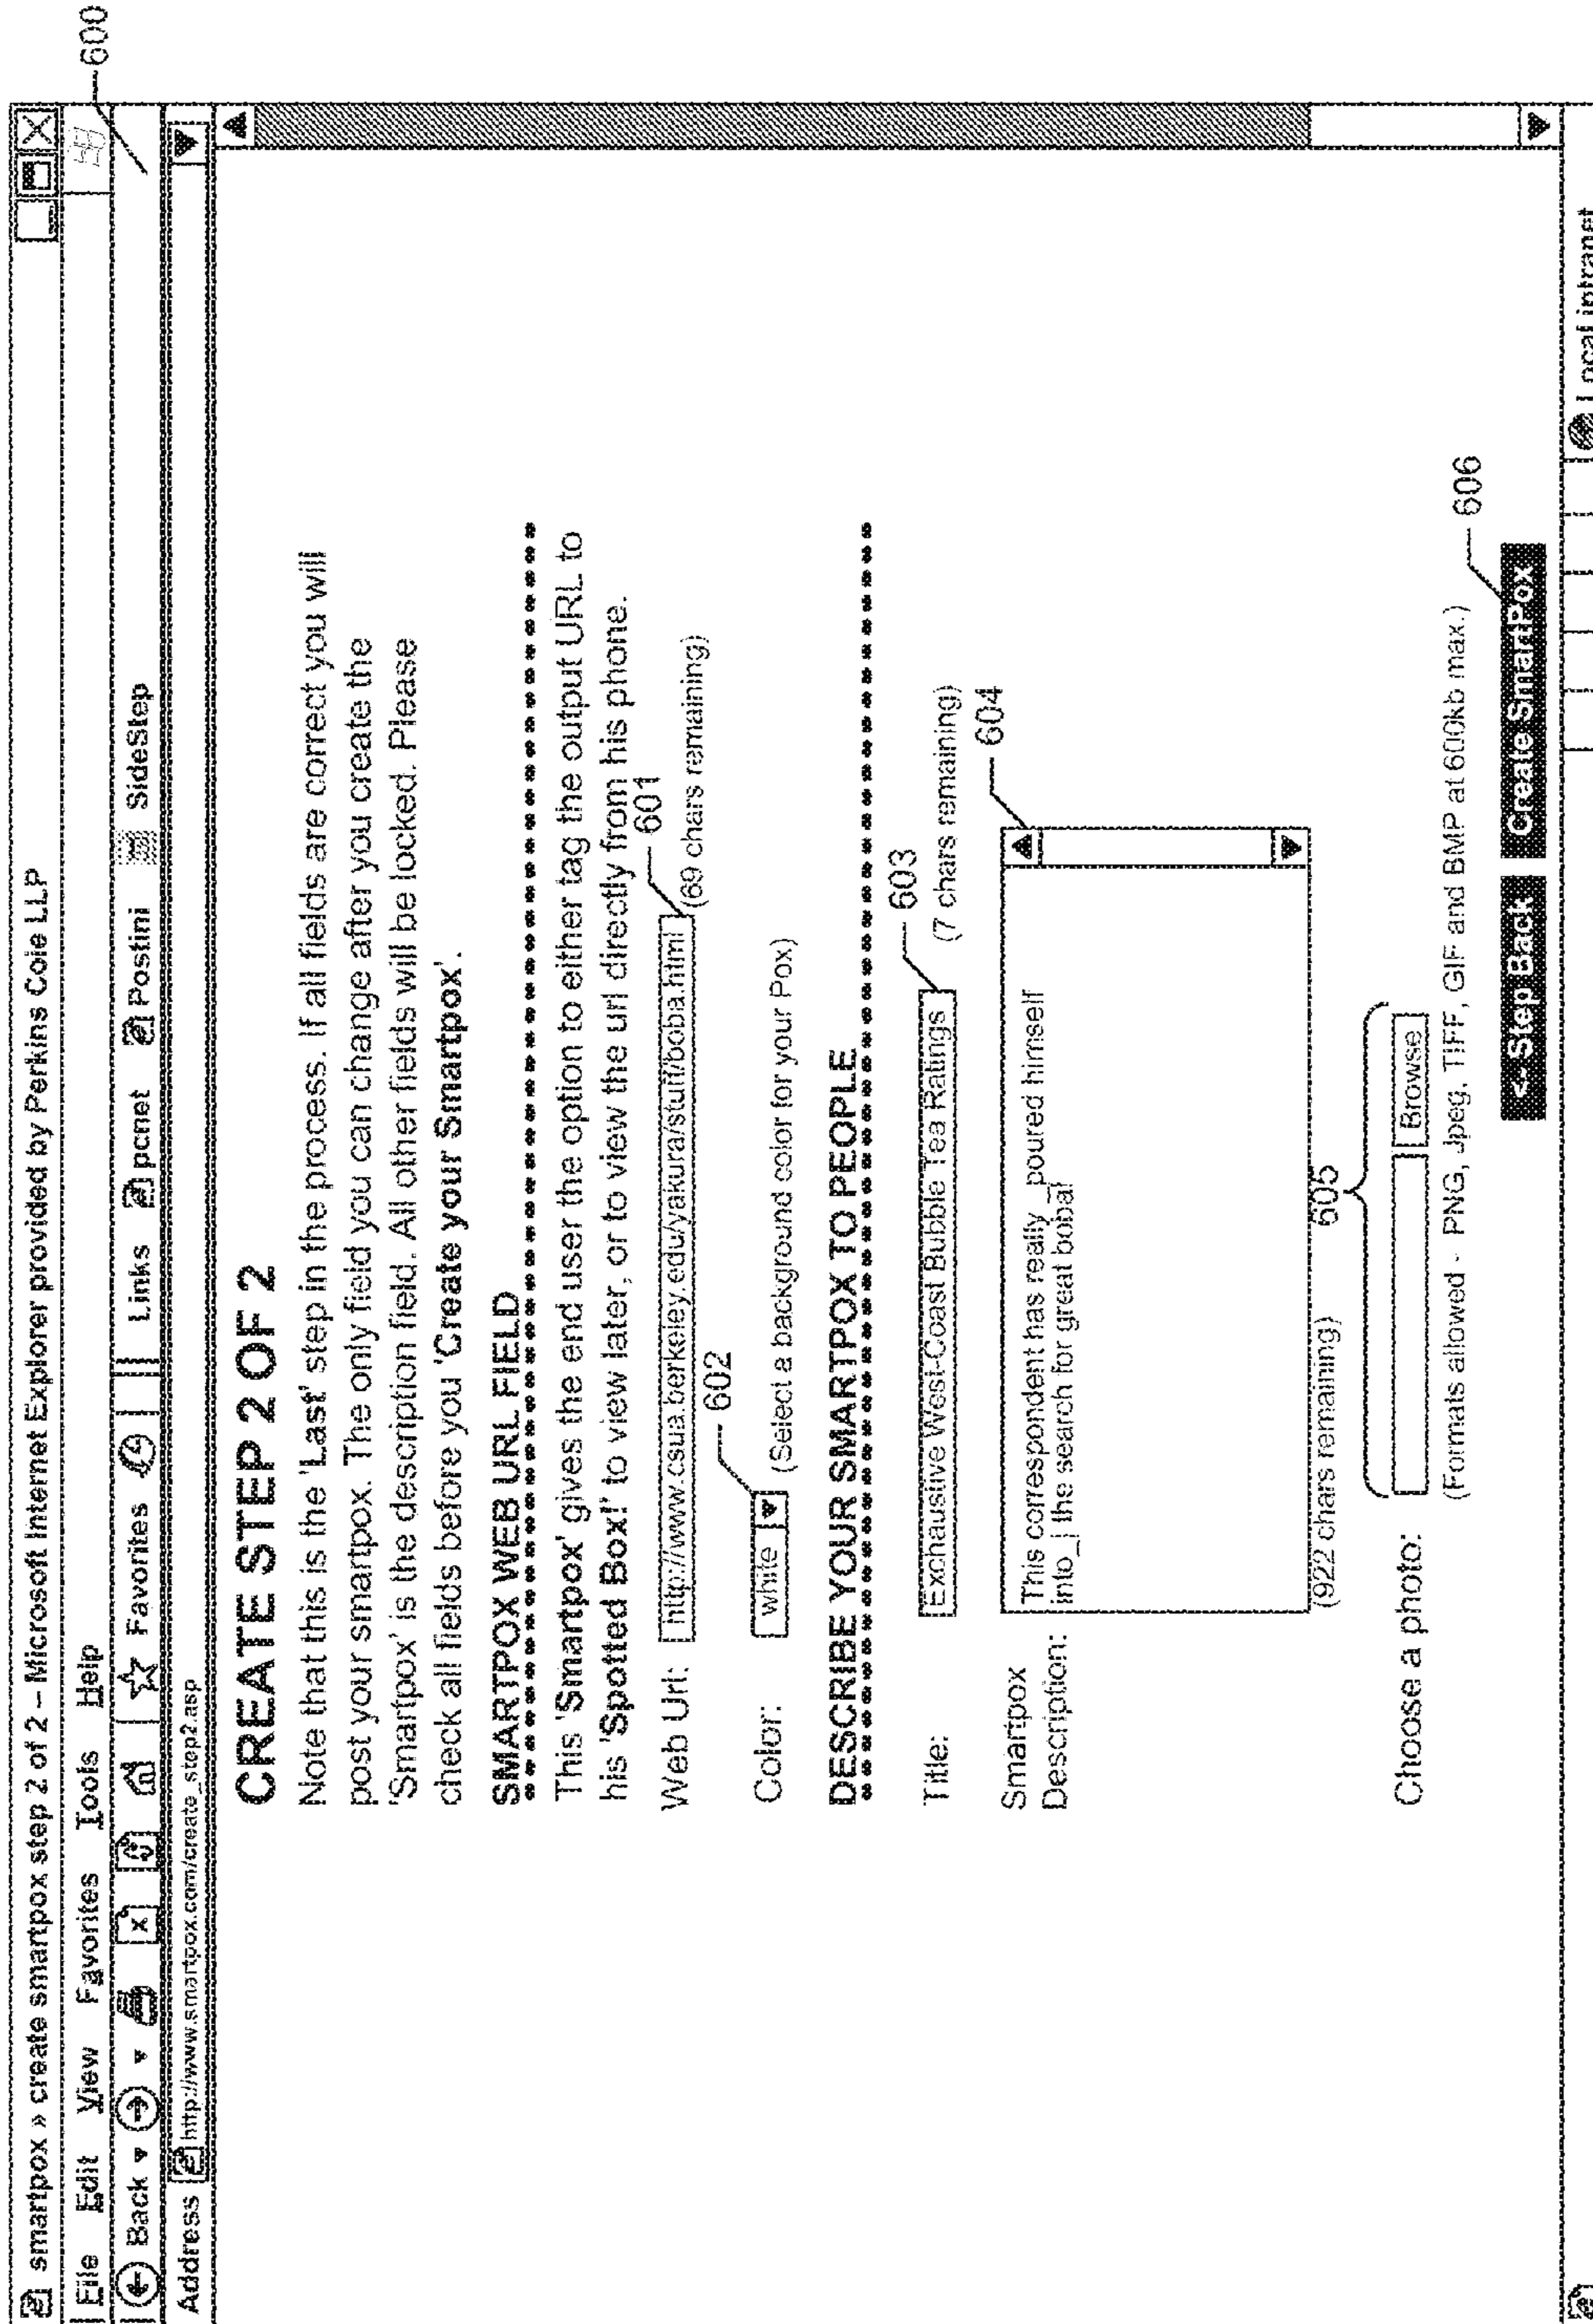 smartpox » create smartpox step 2 of 2 – Microsoft Internet Explorer provided by Perkins Coie LLP
File Edit View Favorites Tools Help
600
Back Favorites Links pcnet Postini SideStep
Address http://www.smartpox.com/create_step2.asp
CREATE STEP 2 OF 2
Note that this is the 'Last' step in the process. If all fields are correct you will
post your smartpox. The only field you can change after you create the
'Smartpox' is the description field. All other fields will be locked. Please
check all fields before you 'Create your Smartpox'.
SMARTPOX WEB URL FIELD
This 'Smartpox' gives the end user the option to either tag the output URL to
his 'Spotted Box!' to view later, or to view the url directly from his phone.
601
Web Url: http://www.csua.berkeley.edu/yakura/stuff/boba.html (69 chars remaining)
602
Color: white (Select a background color for your Pox)
DESCRIBE YOUR SMARTPOX TO PEOPLE
603
Title: Exchaustive West-Coast Bubble Tea Ratings (7 chars remaining)
604
Smartpox
Description:
This correspondent has really _poured himself
into_| the search for great boba!
(922 chars remaining)
605
Choose a photo: Browse
(Formats allowed - PNG, Jpeg, TIFF, GIF and BMP at 600kb max.)
606
<- Step Back Create SmartPox
Local intranet